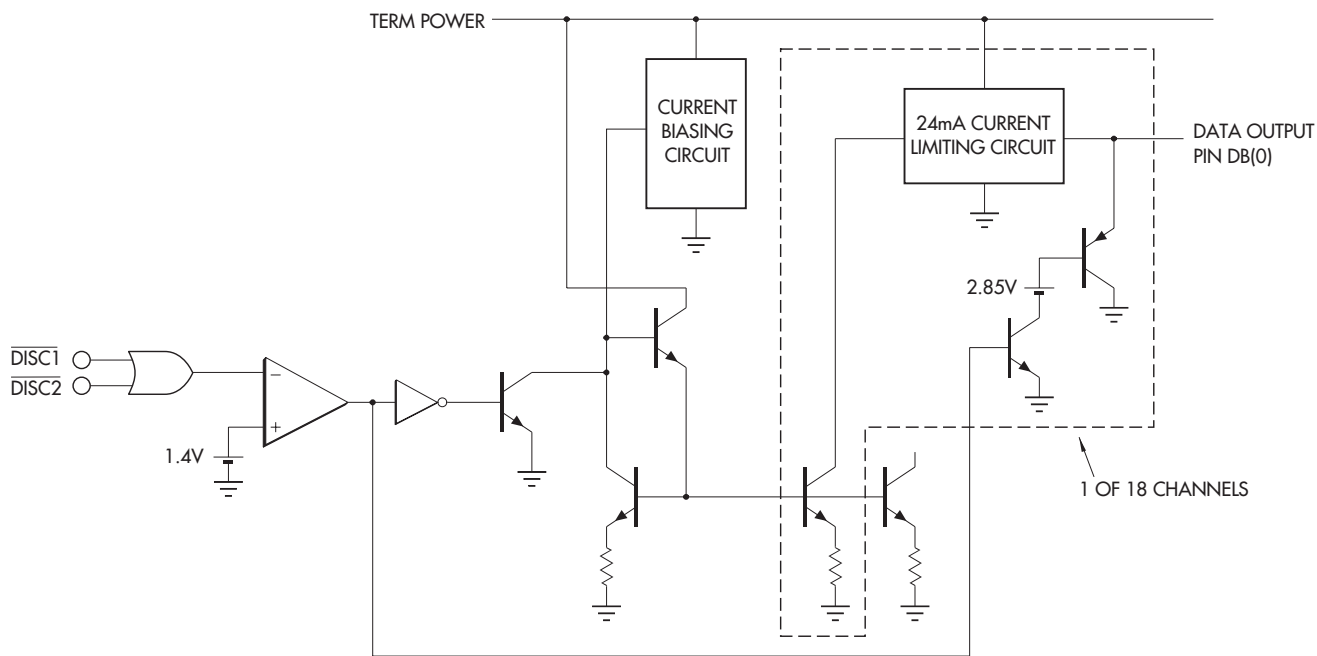 TERM POWER
CURRENT
BIASING
CIRCUIT
24mA CURRENT
LIMITING CIRCUIT
DATA OUTPUT
PIN DB(0)
2.85V
DISC1
DISC2
−
+
1.4V
1 OF 18 CHANNELS